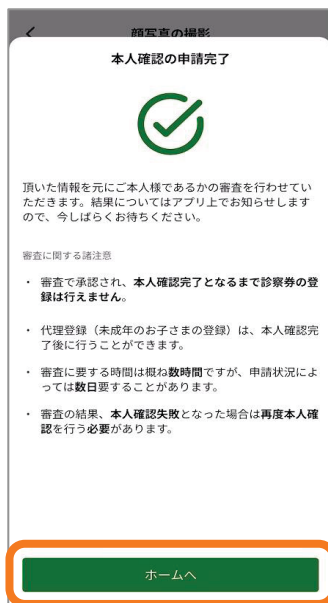 顔写真の撮影
本人確認の申請完了
頂いた情報を元にご本人様であるかの審査を行わせてい
ただきます。結果についてはアプリ上でお知らせします
ので、今しばらくお待ちください。
審査に関する諸注意
・ 審査で承認され、本人確認完了となるまで診察券の登
録は行えません。
・ 代理登録（未成年のお子さまの登録）は、本人確認完
了後に行うことができます。
・ 審査に要する時間は概ね数時間ですが、申請状況によ
っては数日要することがあります。
・ 審査の結果、本人確認失敗となった場合は再度本人確
認を行う必要があります。
ホームへ